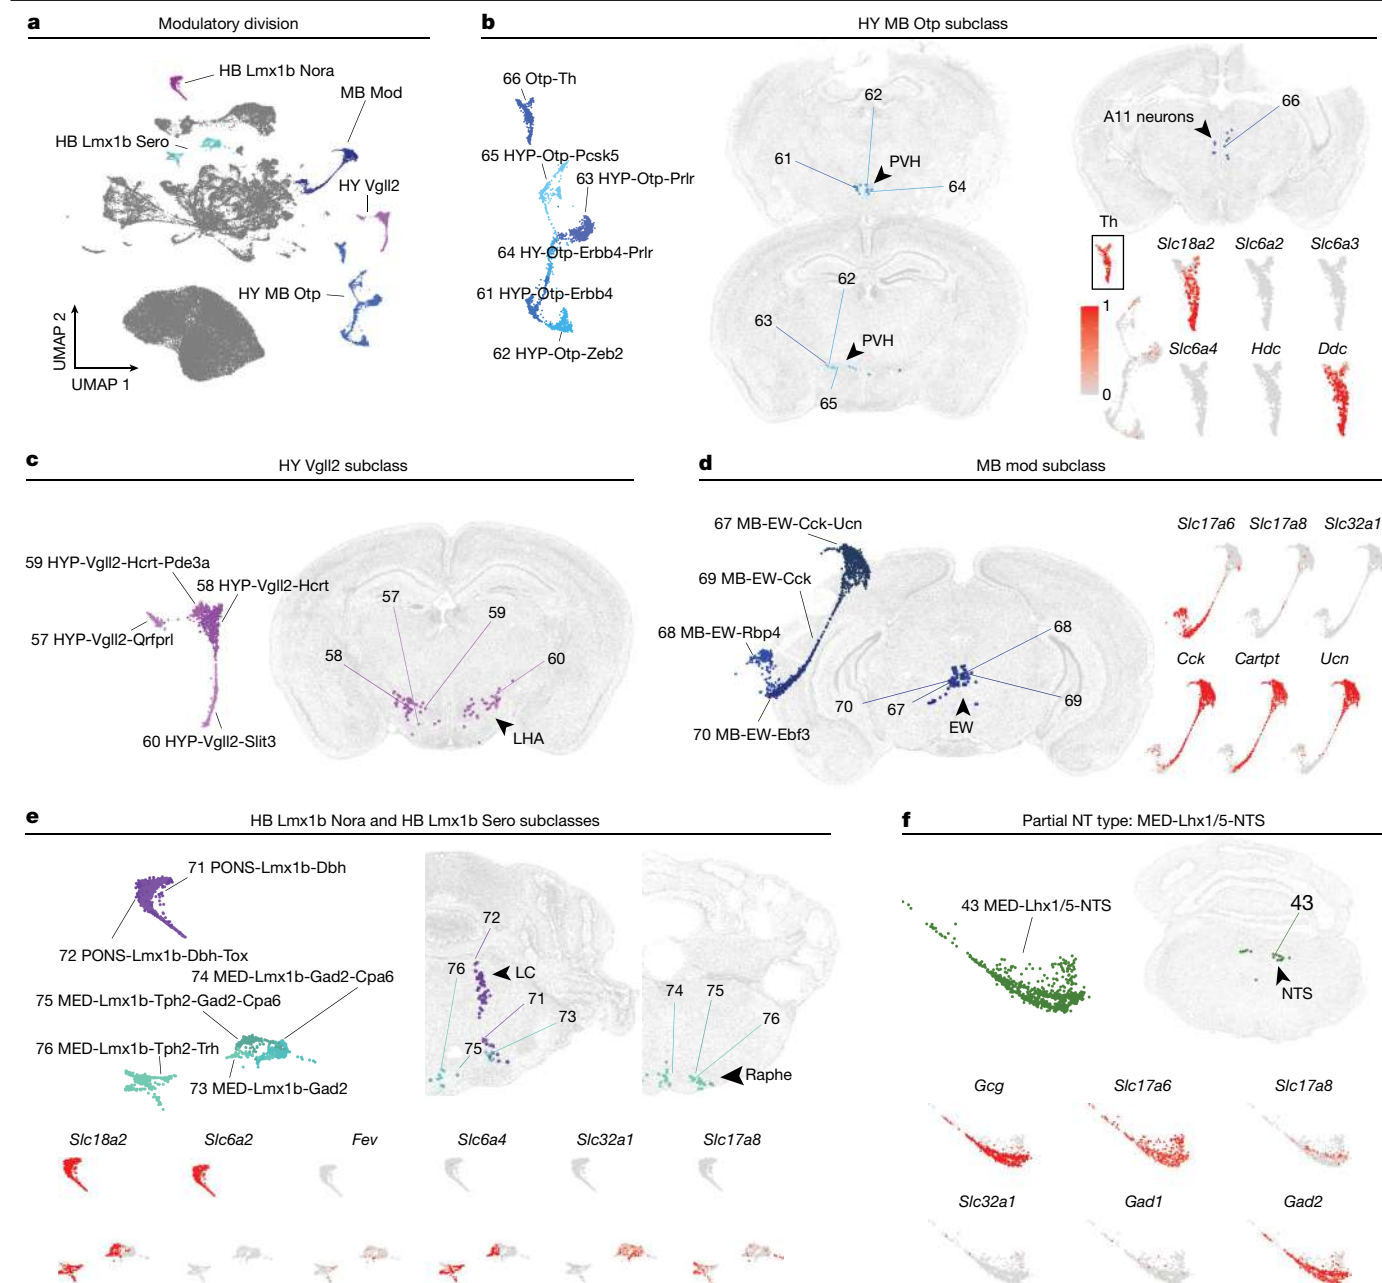 a
Modulatory division
HB Lmx1b Nora
MB Mod
HB Lmx1b Sero
HY Vgll2
HY MB Otp
UMAP 2
UMAP 1
b
HY MB Otp subclass
66 Otp-Th
65 HYP-Otp-Pcsk5
63 HYP-Otp-Prlr
64 HY-Otp-Erbb4-Prlr
61 HYP-Otp-Erbb4
62 HYP-Otp-Zeb2
62
61
PVH
64
62
63
PVH
65
A11 neurons
66
Th
Slc18a2
Slc6a2
Slc6a3
1
0
Slc6a4
Hdc
Ddc
c
HY Vgll2 subclass
59 HYP-Vgll2-Hcrt-Pde3a
58 HYP-Vgll2-Hcrt
57 HYP-Vgll2-Qrfprl
60 HYP-Vgll2-Slit3
57
59
58
60
LHA
d
MB mod subclass
67 MB-EW-Cck-Ucn
69 MB-EW-Cck
68 MB-EW-Rbp4
70 MB-EW-Ebf3
68
70
67
69
EW
Slc17a6
Slc17a8
Slc32a1
Cck
Cartpt
Ucn
e
HB Lmx1b Nora and HB Lmx1b Sero subclasses
71 PONS-Lmx1b-Dbh
72 PONS-Lmx1b-Dbh-Tox
74 MED-Lmx1b-Gad2-Cpa6
75 MED-Lmx1b-Tph2-Gad2-Cpa6
76 MED-Lmx1b-Tph2-Trh
73 MED-Lmx1b-Gad2
72
76
LC
71
73
75
74
75
76
Raphe
Slc18a2
Slc6a2
Fev
Slc6a4
Slc32a1
Slc17a8
f
Partial NT type: MED-Lhx1/5-NTS
43 MED-Lhx1/5-NTS
43
NTS
Gcg
Slc17a6
Slc17a8
Slc32a1
Gad1
Gad2